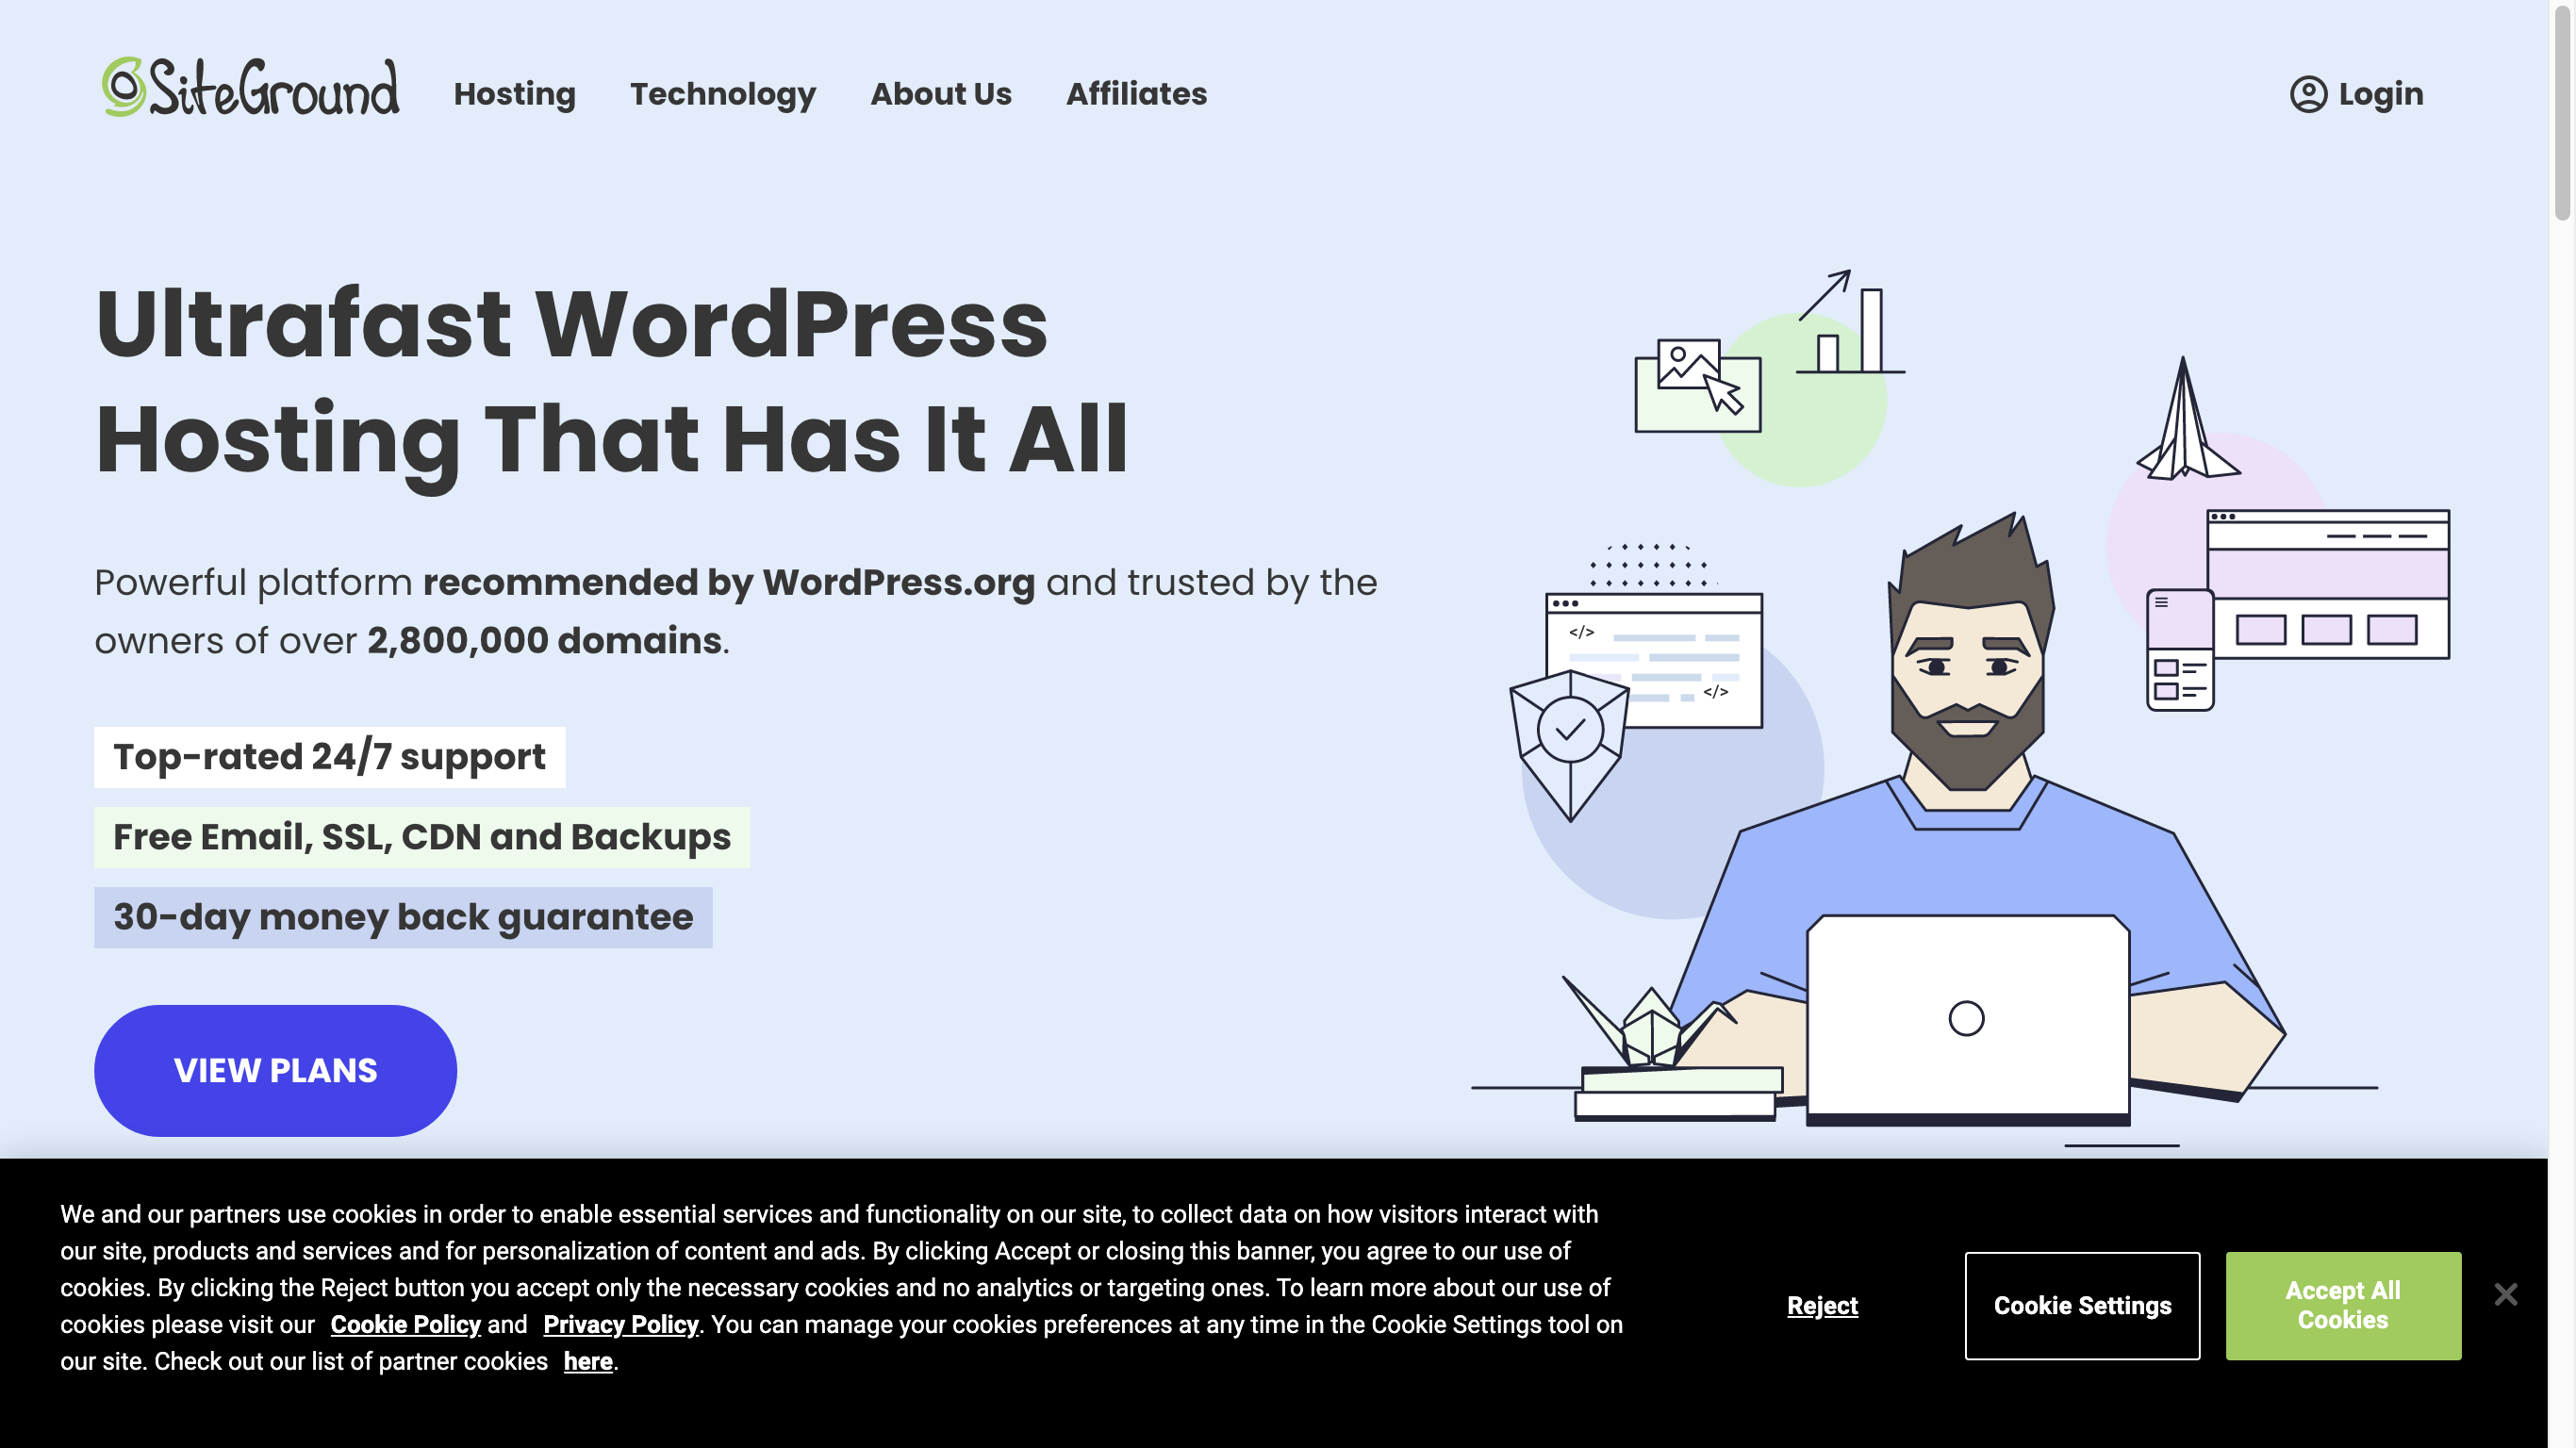 SiteGround
Hosting
Technology
About Us
Affiliates
Login
Ultrafast WordPress
Hosting That Has It All
Powerful platform recommended by WordPress.org and trusted by the
owners of over 2,800,000 domains.
Top-rated 24/7 support
Free Email, SSL, CDN and Backups
30-day money back guarantee
VIEW PLANS
</>
</>
We and our partners use cookies in order to enable essential services and functionality on our site, to collect data on how visitors interact with
our site, products and services and for personalization of content and ads. By clicking Accept or closing this banner, you agree to our use of
cookies. By clicking the Reject button you accept only the necessary cookies and no analytics or targeting ones. To learn more about our use of
cookies please visit our Cookie Policy and Privacy Policy. You can manage your cookies preferences at any time in the Cookie Settings tool on
our site. Check out our list of partner cookies here.
Reject
Cookie Settings
Accept All
Cookies